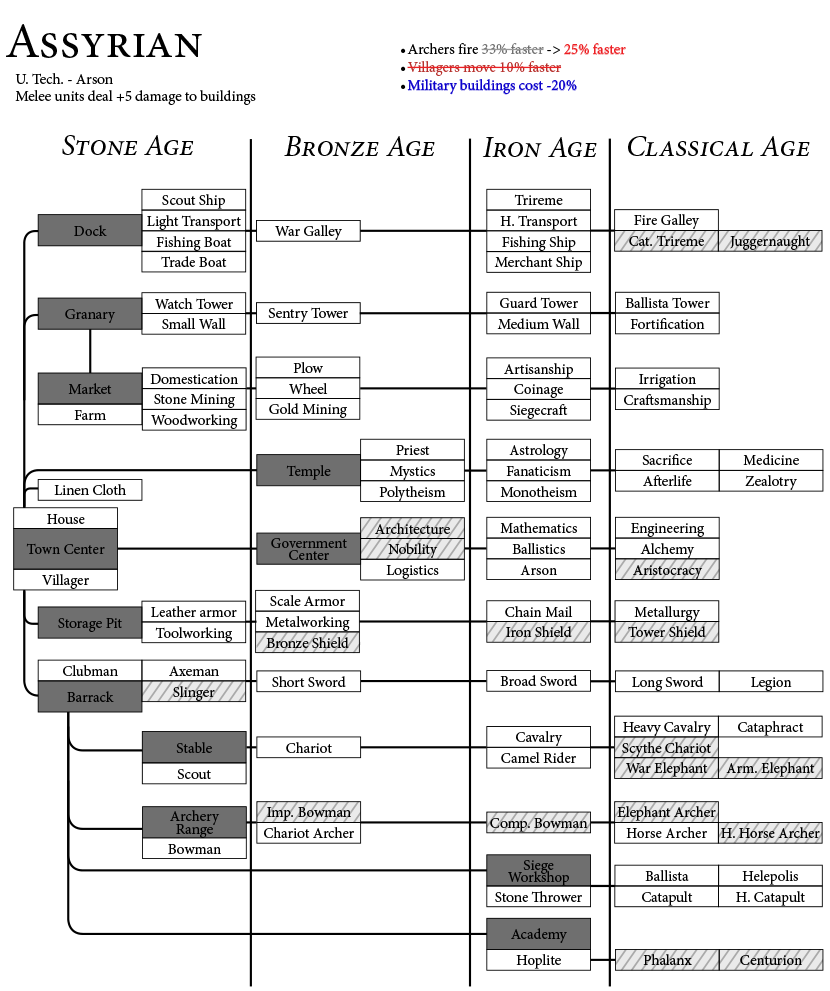 ASSYRIAN
U. Tech. - Arson
Melee units deal +5 damage to buildings
• Archers fire 33% faster -> 25% faster
• Villagers move 10% faster
• Military buildings cost -20%
STONE AGE
BRONZE AGE
IRON AGE
CLASSICAL AGE
Dock
Scout Ship
Light Transport
Fishing Boat
Trade Boat
War Galley
Trireme
H. Transport
Fishing Ship
Merchant Ship
Fire Galley
Cat. Trireme
Juggernaught
Granary
Watch Tower
Small Wall
Sentry Tower
Guard Tower
Medium Wall
Ballista Tower
Fortification
Market
Farm
Domestication
Stone Mining
Woodworking
Plow
Wheel
Gold Mining
Artisanship
Coinage
Siegecraft
Irrigation
Craftsmanship
Temple
Priest
Mystics
Polytheism
Astrology
Fanaticism
Monotheism
Sacrifice
Medicine
Afterlife
Zealotry
Linen Cloth
House
Town Center
Villager
Government
Center
Architecture
Nobility
Logistics
Mathematics
Ballistics
Arson
Engineering
Alchemy
Aristocracy
Storage Pit
Leather armor
Toolworking
Scale Armor
Metalworking
Bronze Shield
Chain Mail
Iron Shield
Metallurgy
Tower Shield
Clubman
Axeman
Barrack
Slinger
Short Sword
Broad Sword
Long Sword
Legion
Stable
Scout
Chariot
Cavalry
Camel Rider
Heavy Cavalry
Cataphract
Scythe Chariot
War Elephant
Arm. Elephant
Archery
Range
Bowman
Imp. Bowman
Chariot Archer
Comp. Bowman
Elephant Archer
Horse Archer
H. Horse Archer
Siege
Workshop
Stone Thrower
Ballista
Helepolis
Catapult
H. Catapult
Academy
Hoplite
Phalanx
Centurion